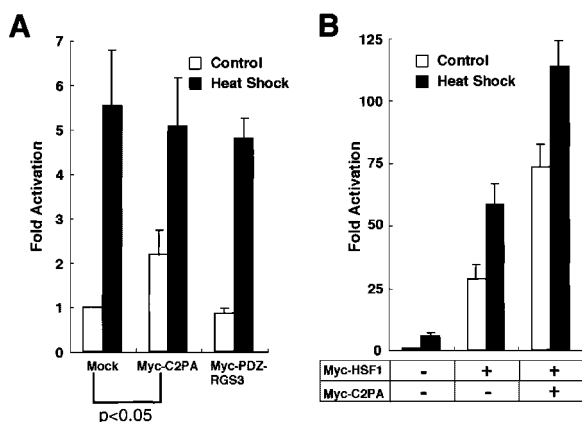 A
Fold Activation
7
6
5
4
3
2
1
0
Control
Heat Shock
Mock
Myc-C2PA
Myc-PDZ-
RGS3
p<0.05
B
Fold Activation
125
100
75
50
25
0
Control
Heat Shock
Myc-HSF1 - + +
Myc-C2PA - - +